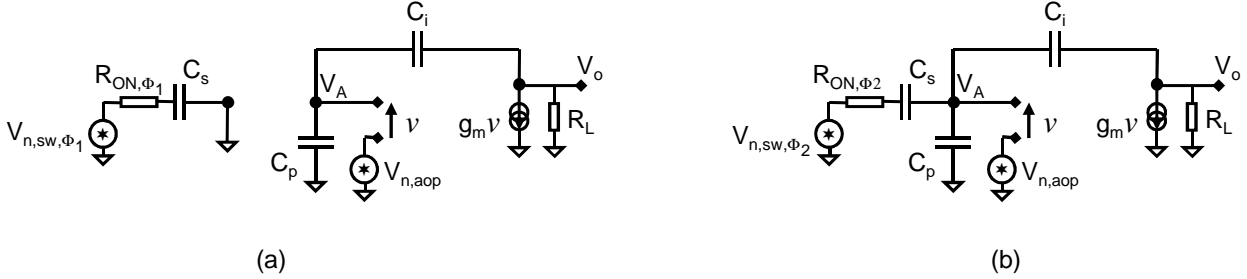 C_i
R_ON,Φ₁ C_s
V_A
V_o
V_n,sw,Φ₁
v
g_m v
R_L
C_p
V_n,aop
(a)
C_i
R_ON,Φ2 C_s
V_A
V_o
V_n,sw,Φ₂
v
g_m v
R_L
C_p
V_n,aop
(b)